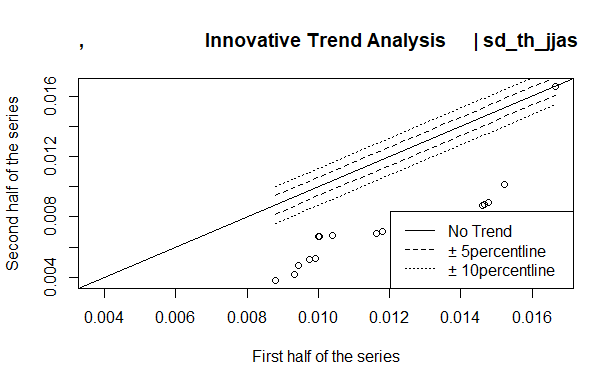 , Innovative Trend Analysis | sd_th_jjas
Second half of the series
0.016
0.012
0.008
0.004
No Trend
± 5percentline
± 10percentline
0.004 0.006 0.008 0.010 0.012 0.014 0.016
First half of the series